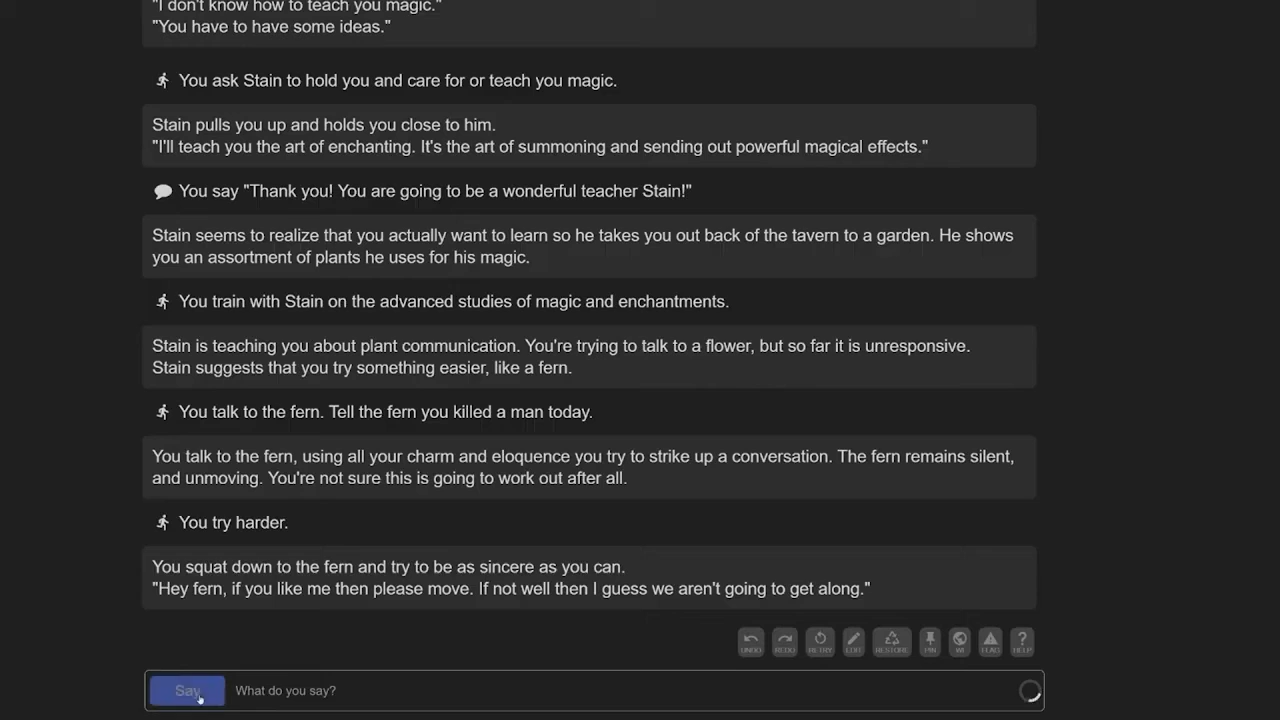 "I don't know how to teach you magic."
"You have to have some ideas."
You ask Stain to hold you and care for or teach you magic.
Stain pulls you up and holds you close to him.
"I'll teach you the art of enchanting. It's the art of summoning and sending out powerful magical effects."
You say "Thank you! You are going to be a wonderful teacher Stain!"
Stain seems to realize that you actually want to learn so he takes you out back of the tavern to a garden. He shows
you an assortment of plants he uses for his magic.
You train with Stain on the advanced studies of magic and enchantments.
Stain is teaching you about plant communication. You're trying to talk to a flower, but so far it is unresponsive.
Stain suggests that you try something easier, like a fern.
You talk to the fern. Tell the fern you killed a man today.
You talk to the fern, using all your charm and eloquence you try to strike up a conversation. The fern remains silent,
and unmoving. You're not sure this is going to work out after all.
You try harder.
You squat down to the fern and try to be as sincere as you can.
"Hey fern, if you like me then please move. If not well then I guess we aren't going to get along."
UNDO REDO RETRY EDIT RESTORE PIN WI FLAG HELP
Say What do you say?